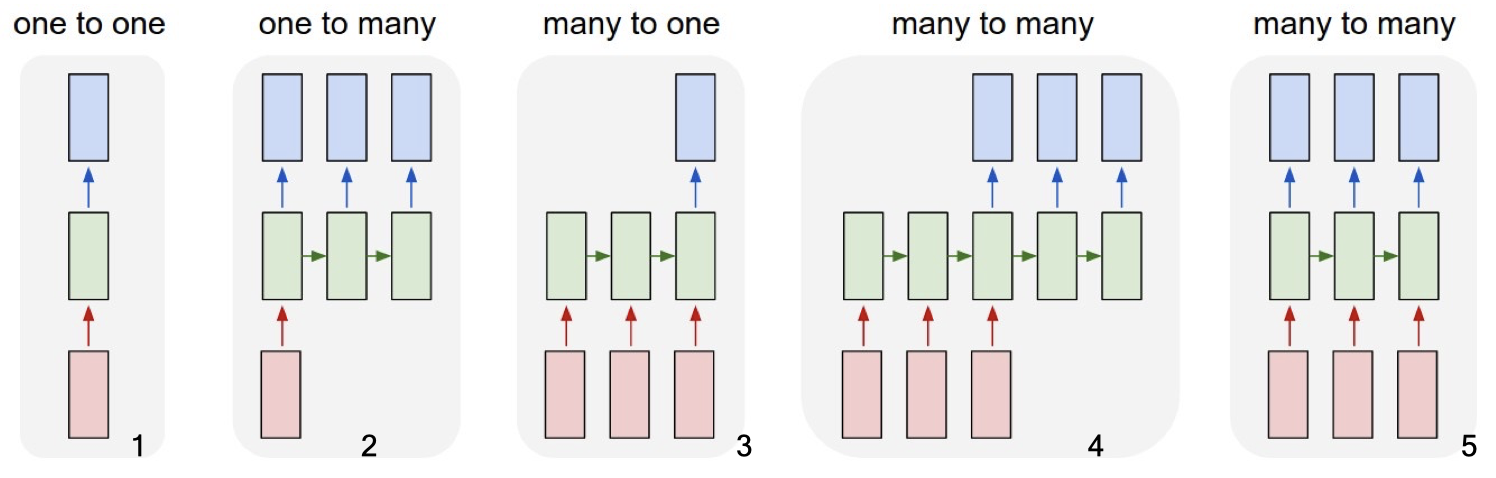 one to one
one to many
many to one
many to many
many to many
1
2
3
4
5